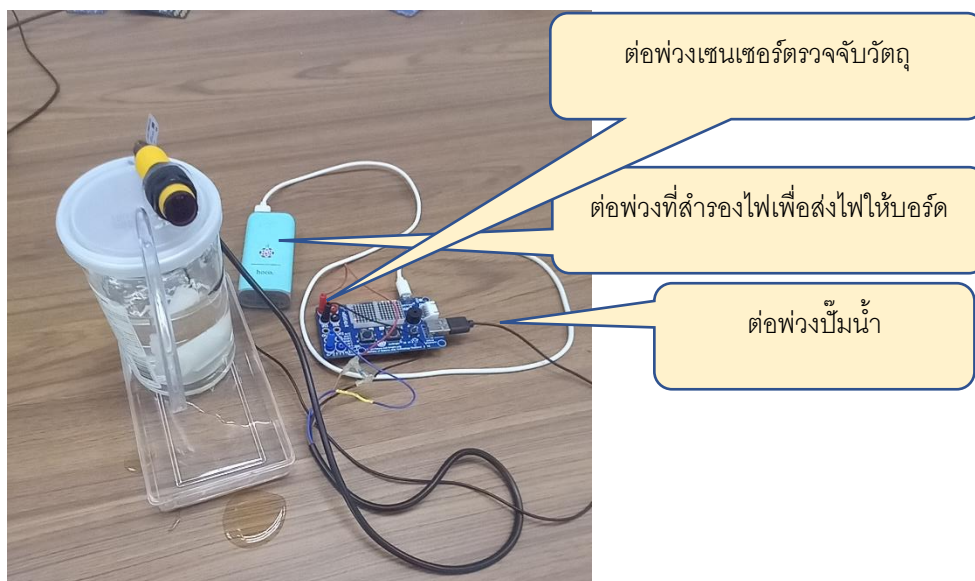 ต่อพ่วงเซนเซอร์ตรวจจับวัตถุ
ต่อพ่วงที่สำรองไฟเพื่อส่งไฟให้บอร์ด
ต่อพ่วงปั๊มน้ำ
hoco.